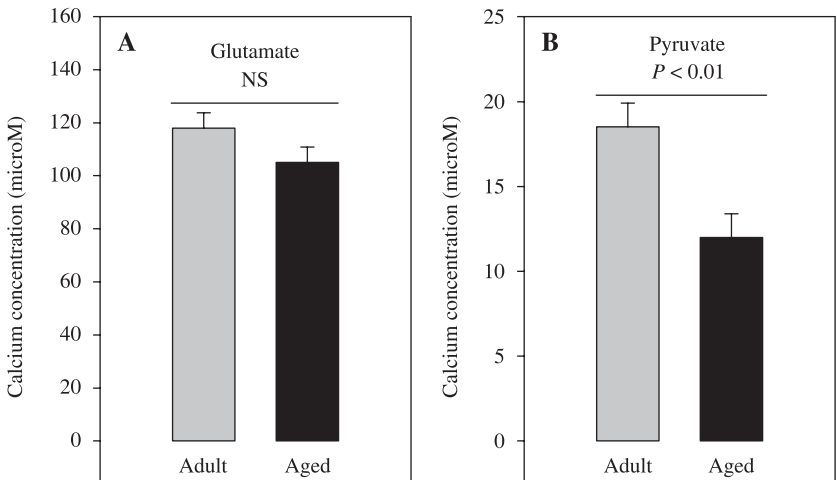 A
Glutamate
NS
Calcium concentration (microM)
160
140
120
100
80
60
40
20
0
Adult Aged
B
Pyruvate
P < 0.01
Calcium concentration (microM)
25
20
15
10
5
0
Adult Aged